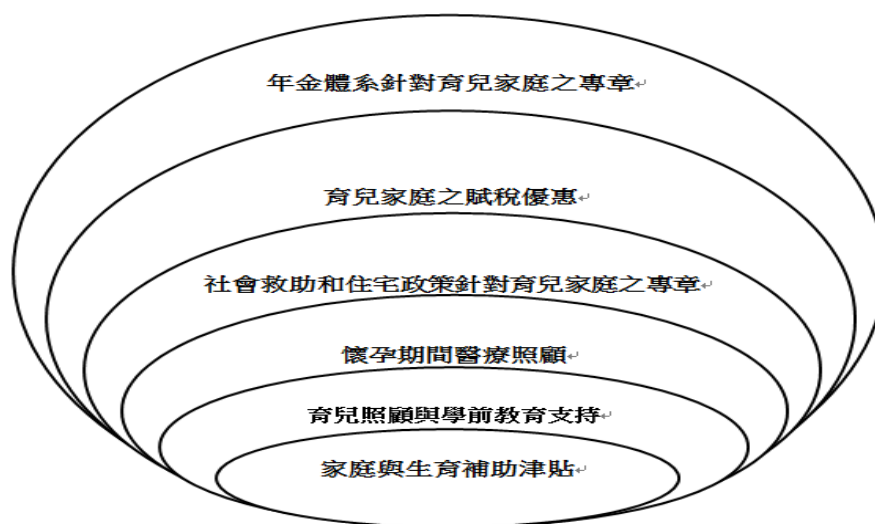 年金體系針對育兒家庭之專章↵
育兒家庭之賦稅優惠↵
社會救助和住宅政策針對育兒家庭之專章↵
懷孕期間醫療照顧↵
育兒照顧與學前教育支持↵
家庭與生育補助津貼↵